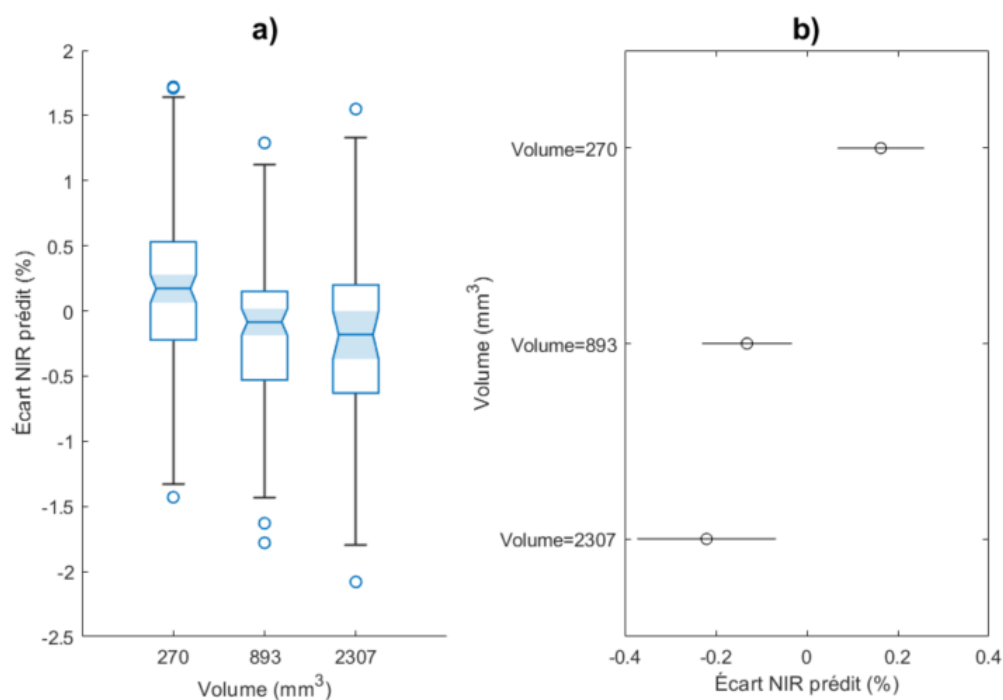 a)
2
1.5
1
0.5
0
-0.5
-1
-1.5
-2
-2.5
Écart NIR prédit (%)
270 893 2307
Volume (mm³)
b)
Volume=270
Volume=893
Volume=2307
Volume (mm³)
-0.4 -0.2 0 0.2 0.4
Écart NIR prédit (%)